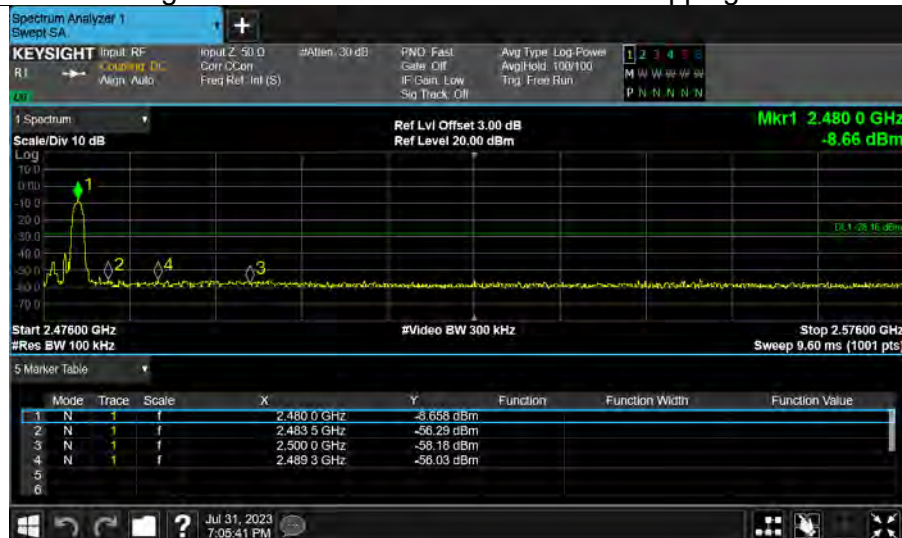 Spectrum Analyzer 1
Swept SA
+
KEYSIGHT Input: RF
R L Coupling: DC
Align: Auto
Input Z: 50 Ω
Corr CCorr
Freq Ref: Int (S)
#Atten: 30 dB
PNO: Fast
Gate: Off
IF Gain: Low
Sig Track: Off
Avg Type: Log-Power
Avg|Hold: 100/100
Trig: Free Run
1 2 3 4 5 6
M W W W W W
P N N N N N
1 Spectrum
Scale/Div 10 dB
Ref Lvl Offset 3.00 dB
Ref Level 20.00 dBm
Mkr1 2.480 0 GHz
-8.66 dBm
Log
10.0
0.00
-10.0
-20.0
-30.0
-40.0
-50.0
-60.0
-70.0
1
2
4
3
DL1 -28.16 dBm
Start 2.47600 GHz
#Res BW 100 kHz
#Video BW 300 kHz
Stop 2.57600 GHz
Sweep 9.60 ms (1001 pts)
5 Marker Table
Mode Trace Scale X Y Function Function Width Function Value
1 N 1 f 2.480 0 GHz -8.658 dBm
2 N 1 f 2.483 5 GHz -56.29 dBm
3 N 1 f 2.500 0 GHz -58.18 dBm
4 N 1 f 2.489 3 GHz -56.03 dBm
5
6
?
Jul 31, 2023
7:05:41 PM